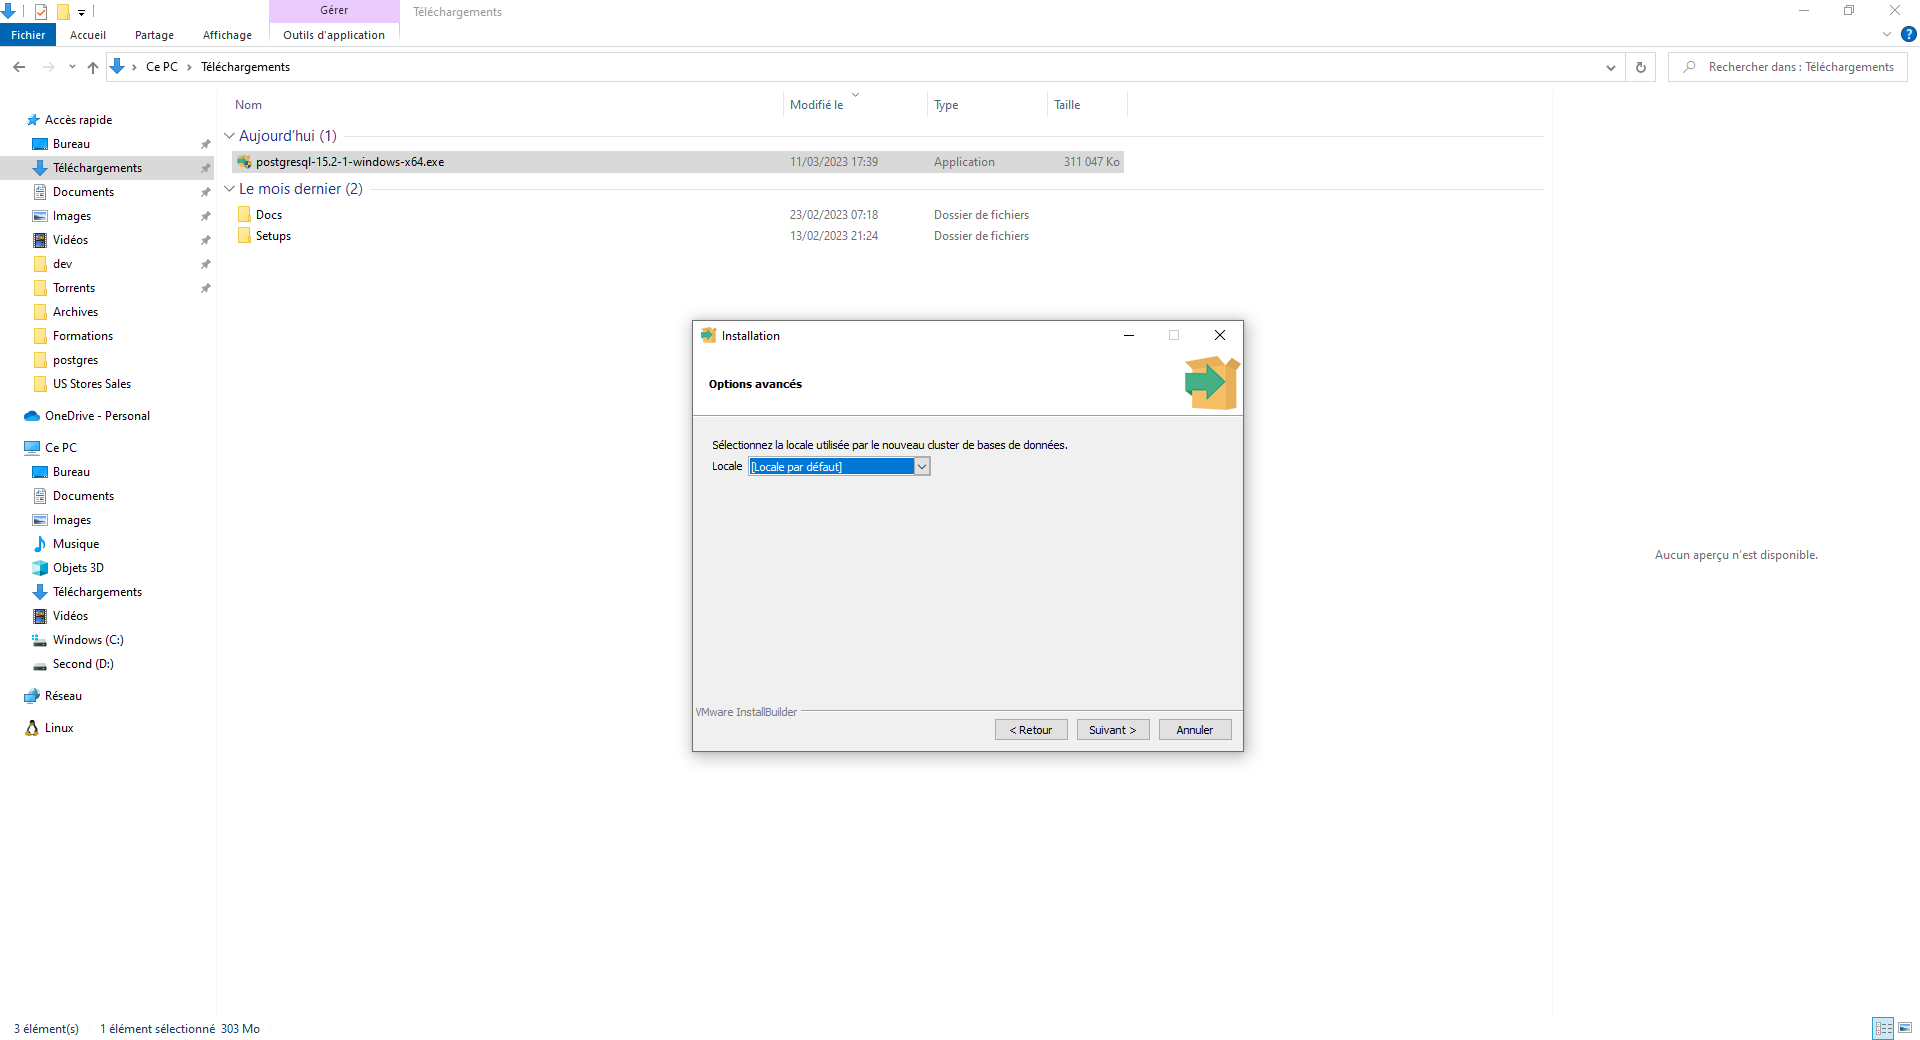 Gérer
Téléchargements
Fichier
Accueil
Partage
Affichage
Outils d'application
?
Ce PC
Téléchargements
Rechercher dans : Téléchargements
Nom
Modifié le
Type
Taille
Accès rapide
Bureau
Téléchargements
Documents
Images
Vidéos
dev
Torrents
Archives
Formations
postgres
US Stores Sales
OneDrive - Personal
Ce PC
Bureau
Documents
Images
Musique
Objets 3D
Téléchargements
Vidéos
Windows (C:)
Second (D:)
Réseau
Linux
Aujourd'hui (1)
postgresql-15.2-1-windows-x64.exe 11/03/2023 17:39 Application 311 047 Ko
Le mois dernier (2)
Docs 23/02/2023 07:18 Dossier de fichiers
Setups 13/02/2023 21:24 Dossier de fichiers
Installation
Options avancés
Sélectionnez la locale utilisée par le nouveau cluster de bases de données.
Locale [Locale par défaut]
VMware InstallBuilder
< Retour
Suivant >
Annuler
Aucun aperçu n'est disponible.
3 élément(s) 1 élément sélectionné 303 Mo